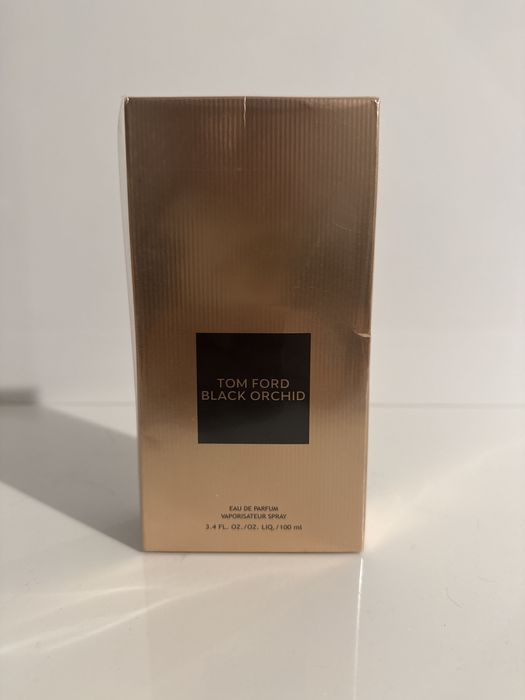 TOM FORD
BLACK ORCHID
EAU DE PARFUM
VAPORISATEUR SPRAY
3.4 FL. OZ./OZ. LIQ./100 ml